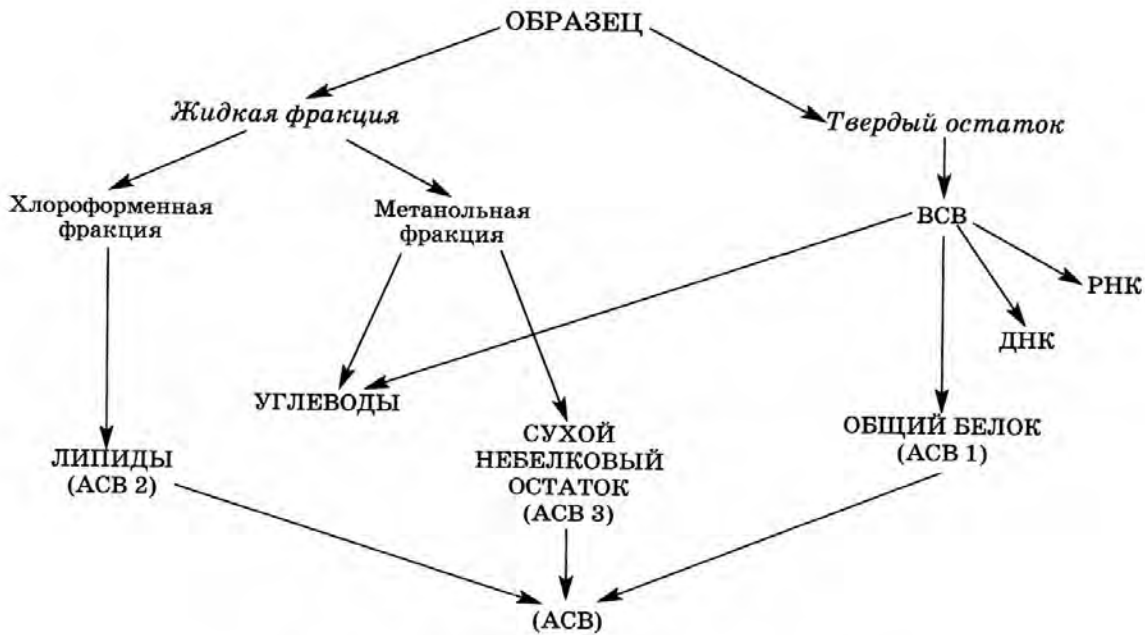 ОБРАЗЕЦ
Жидкая фракция
Твердый остаток
Хлороформенная
фракция
Метанольная
фракция
ВСВ
РНК
ДНК
УГЛЕВОДЫ
ОБЩИЙ БЕЛОК
(АСВ 1)
ЛИПИДЫ
(АСВ 2)
СУХОЙ
НЕБЕЛКОВЫЙ
ОСТАТОК
(АСВ 3)
(АСВ)